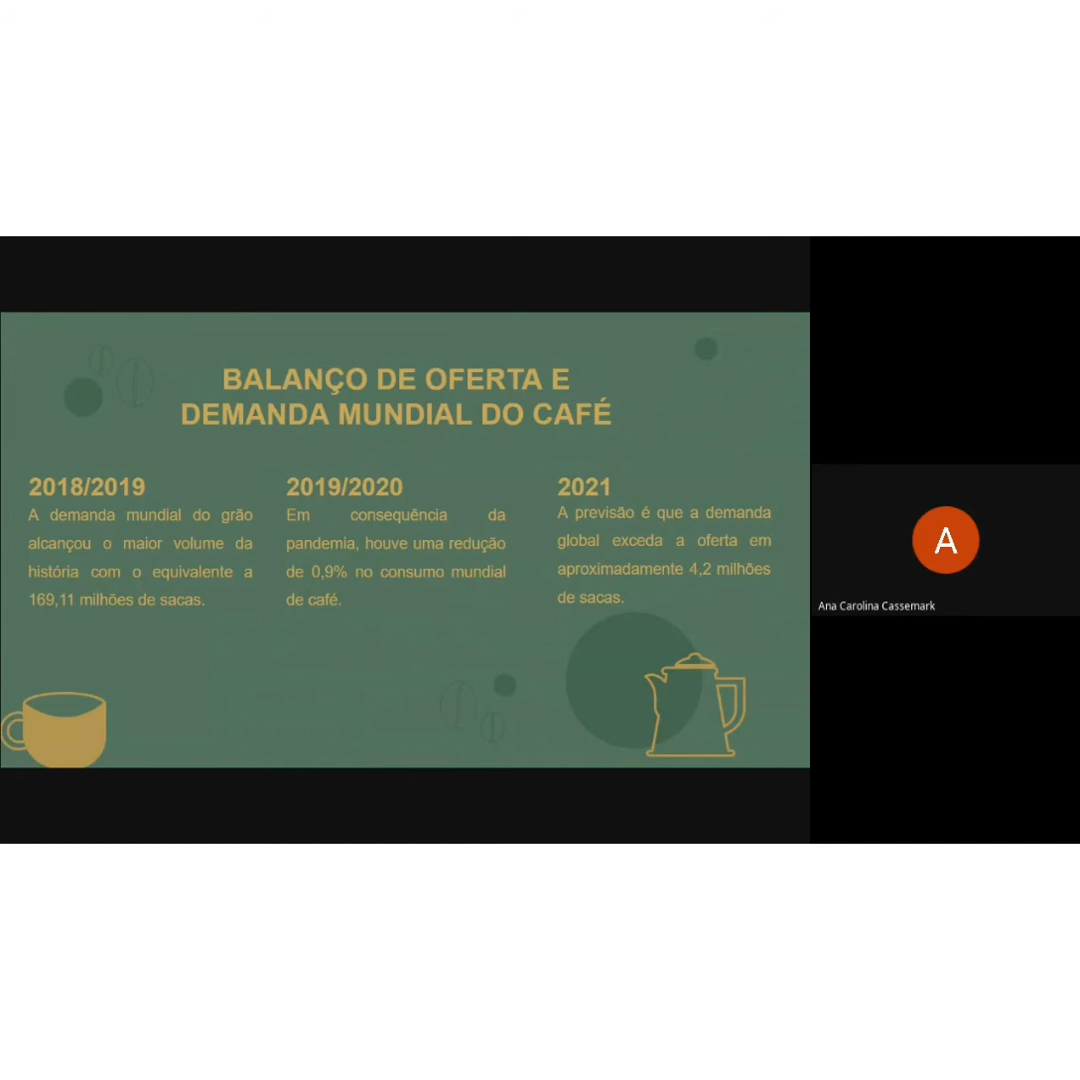 BALANÇO DE OFERTA E
DEMANDA MUNDIAL DO CAFÉ
2018/2019
A demanda mundial do grão
alcançou o maior volume da
história com o equivalente a
169,11 milhões de sacas.
2019/2020
Em consequência da
pandemia, houve uma redução
de 0,9% no consumo mundial
de café.
2021
A previsão é que a demanda
global exceda a oferta em
aproximadamente 4,2 milhões
de sacas.
A
Ana Carolina Cassemark